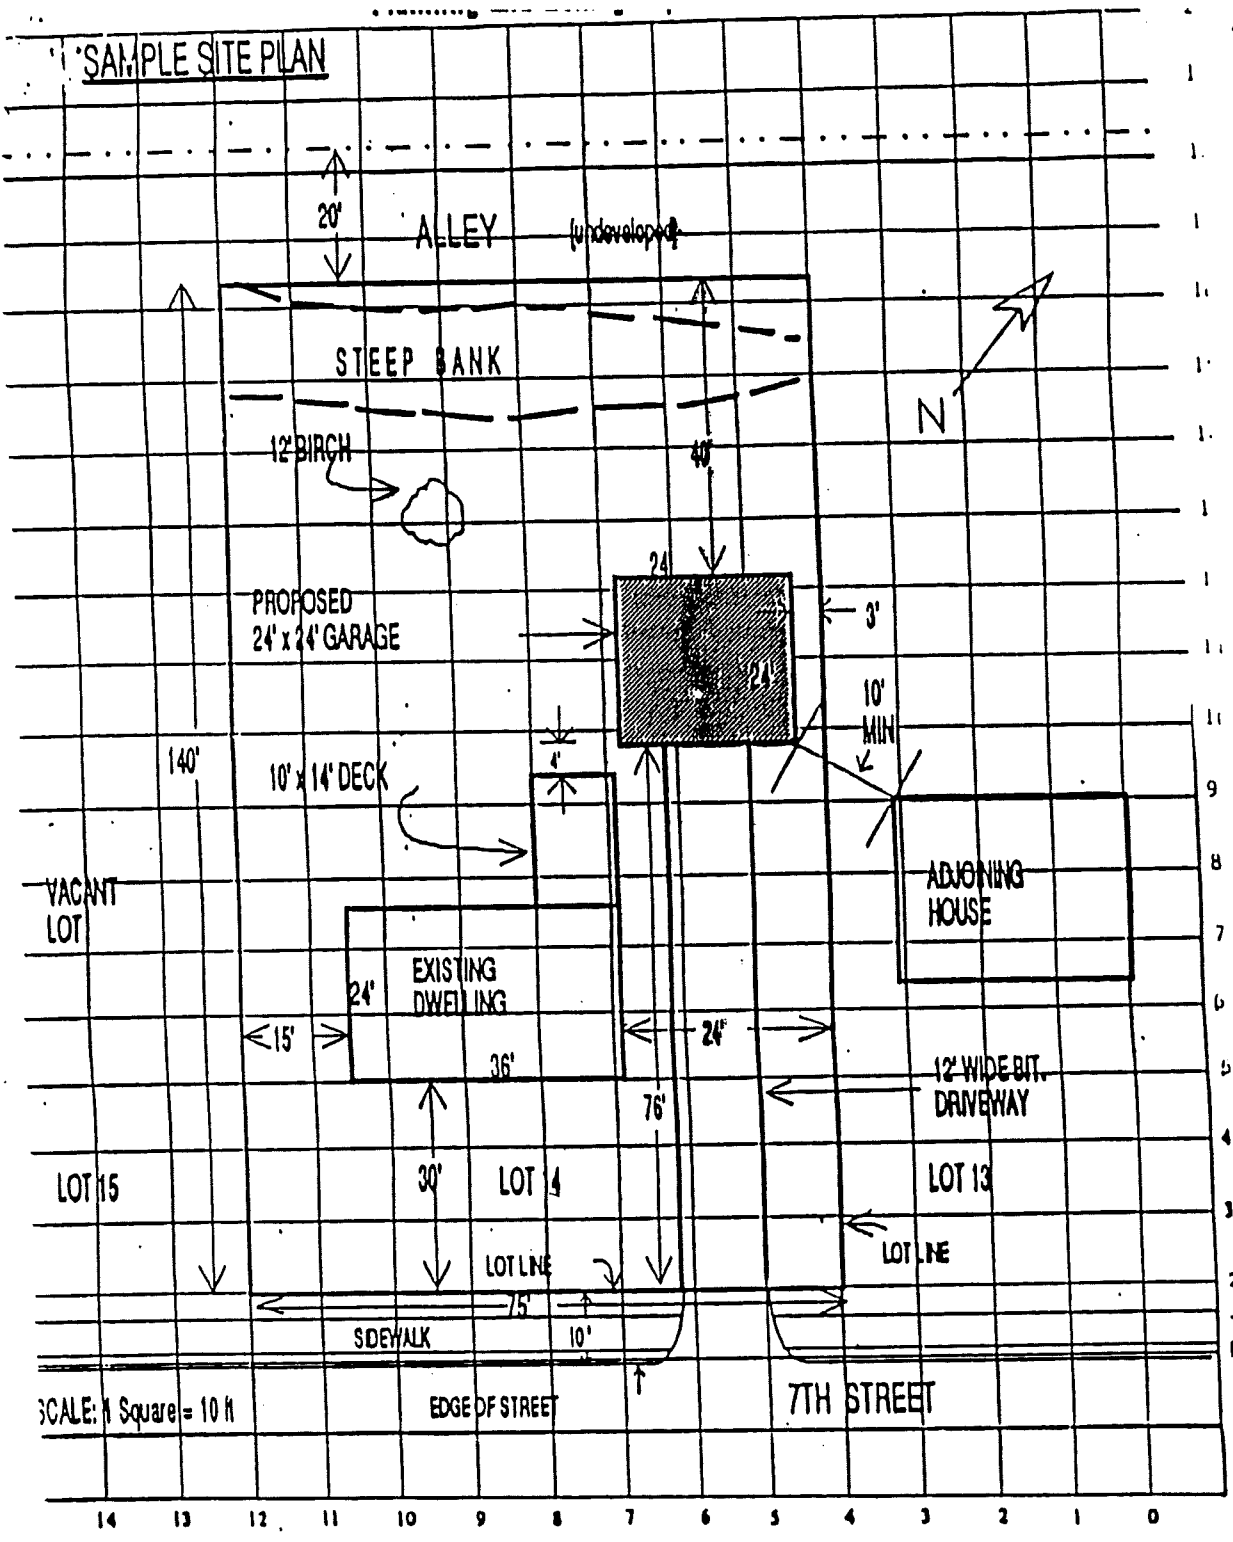 SAMPLE SITE PLAN
20'
ALLEY (undeveloped)
STEEP BANK
N
12' BIRCH
40'
24'
PROPOSED
24' x 24' GARAGE
3'
24'
10'
MIN
140'
4'
10' x 14' DECK
9
8
ADJOINING
HOUSE
VACANT
LOT
7
EXISTING
DWELLING
24'
6
15'
24'
36'
12' WIDE BIT.
DRIVEWAY
5
76'
4
30'
LOT 15
LOT 14
LOT 13
3
LOT LINE
LOT LINE
2
75'
SIDEWALK
10'
SCALE: 1 Square = 10 ft
EDGE OF STREET
7TH STREET
14 13 12 11 10 9 8 7 6 5 4 3 2 1 0